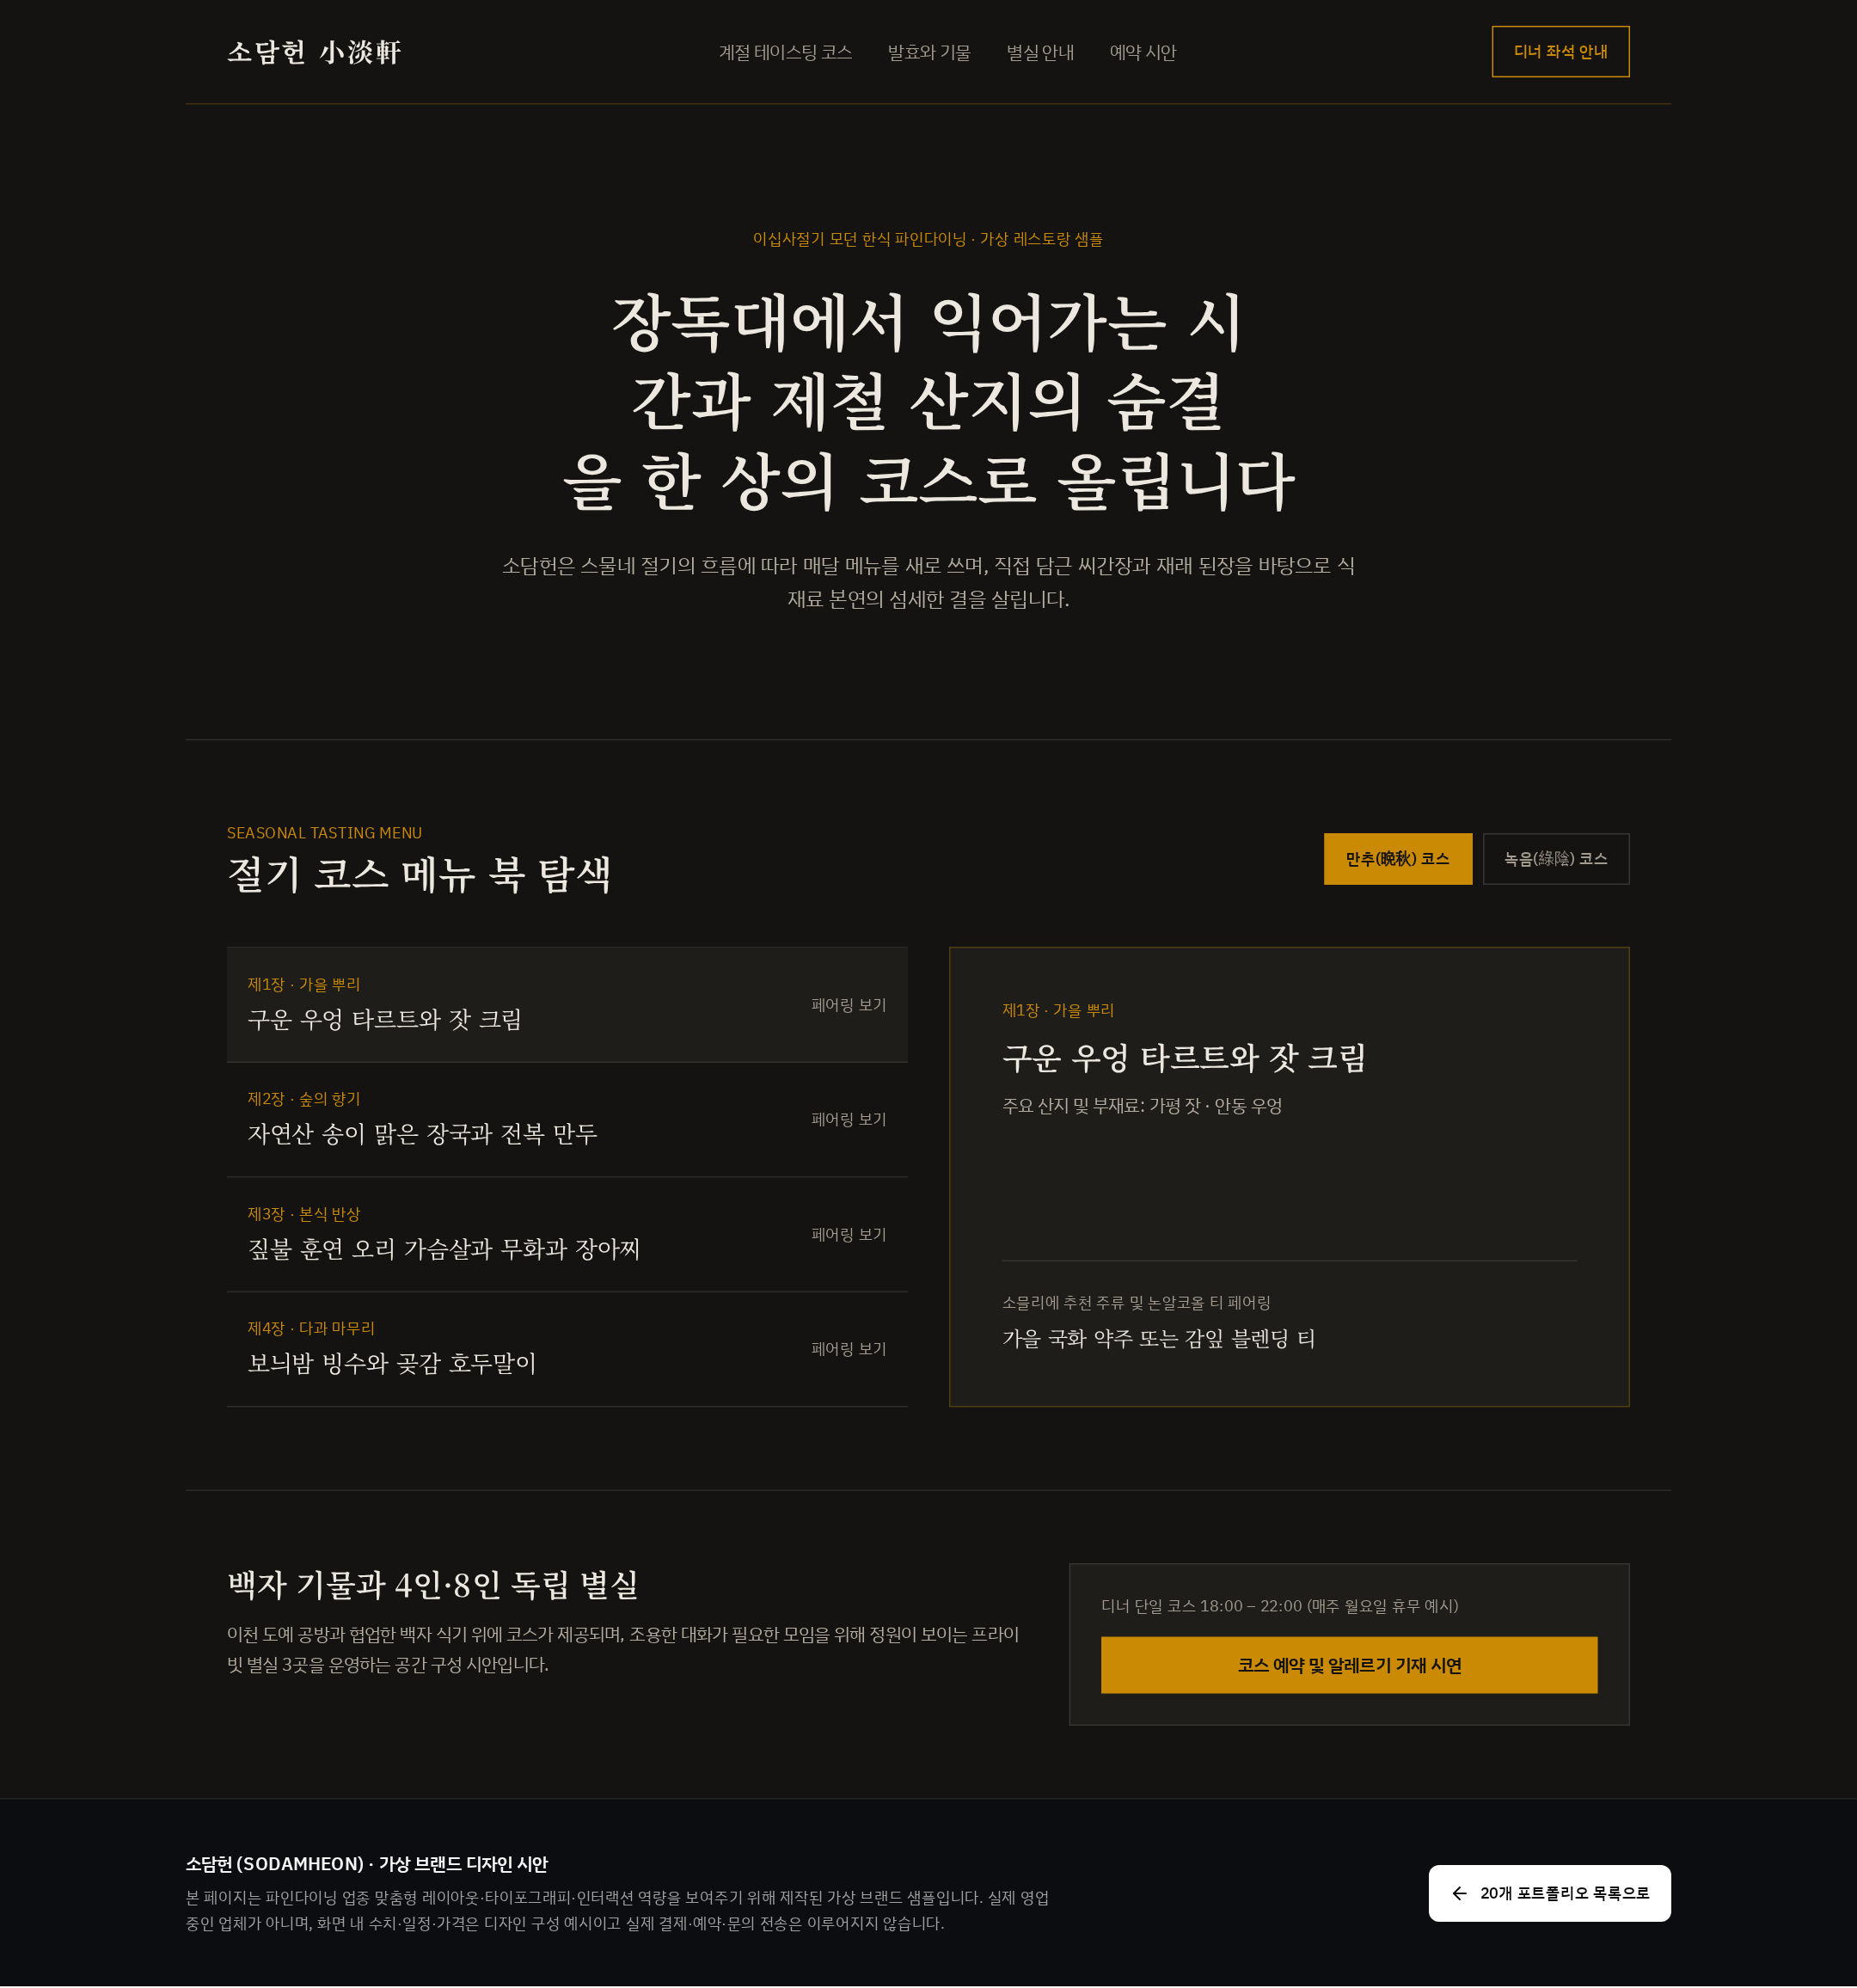 소담헌 小淡軒
계절 테이스팅 코스
발효와 기물
별실 안내
예약 시안
디너 좌석 안내
이십사절기 모던 한식 파인다이닝 · 가상 레스토랑 샘플
장독대에서 익어가는 시
간과 제철 산지의 숨결
을 한 상의 코스로 올립니다
소담헌은 스물네 절기의 흐름에 따라 매달 메뉴를 새로 쓰며, 직접 담근 씨간장과 재래 된장을 바탕으로 식
재료 본연의 섬세한 결을 살립니다.
SEASONAL TASTING MENU
절기 코스 메뉴 북 탐색
만추(晩秋) 코스
녹음(綠陰) 코스
제1장 · 가을 뿌리
구운 우엉 타르트와 잣 크림
페어링 보기
제2장 · 숲의 향기
자연산 송이 맑은 장국과 전복 만두
페어링 보기
제3장 · 본식 반상
짚불 훈연 오리 가슴살과 무화과 장아찌
페어링 보기
제4장 · 다과 마무리
보늬밤 빙수와 곶감 호두말이
페어링 보기
제1장 · 가을 뿌리
구운 우엉 타르트와 잣 크림
주요 산지 및 부재료: 가평 잣 · 안동 우엉
소믈리에 추천 주류 및 논알코올 티 페어링
가을 국화 약주 또는 감잎 블렌딩 티
백자 기물과 4인·8인 독립 별실
이천 도예 공방과 협업한 백자 식기 위에 코스가 제공되며, 조용한 대화가 필요한 모임을 위해 정원이 보이는 프라이
빗 별실 3곳을 운영하는 공간 구성 시안입니다.
디너 단일 코스 18:00 – 22:00 (매주 월요일 휴무 예시)
코스 예약 및 알레르기 기재 시연
소담헌 (SODAMHEON) · 가상 브랜드 디자인 시안
본 페이지는 파인다이닝 업종 맞춤형 레이아웃·타이포그래피·인터랙션 역량을 보여주기 위해 제작된 가상 브랜드 샘플입니다. 실제 영업
중인 업체가 아니며, 화면 내 수치·일정·가격은 디자인 구성 예시이고 실제 결제·예약·문의 전송은 이루어지지 않습니다.
← 20개 포트폴리오 목록으로